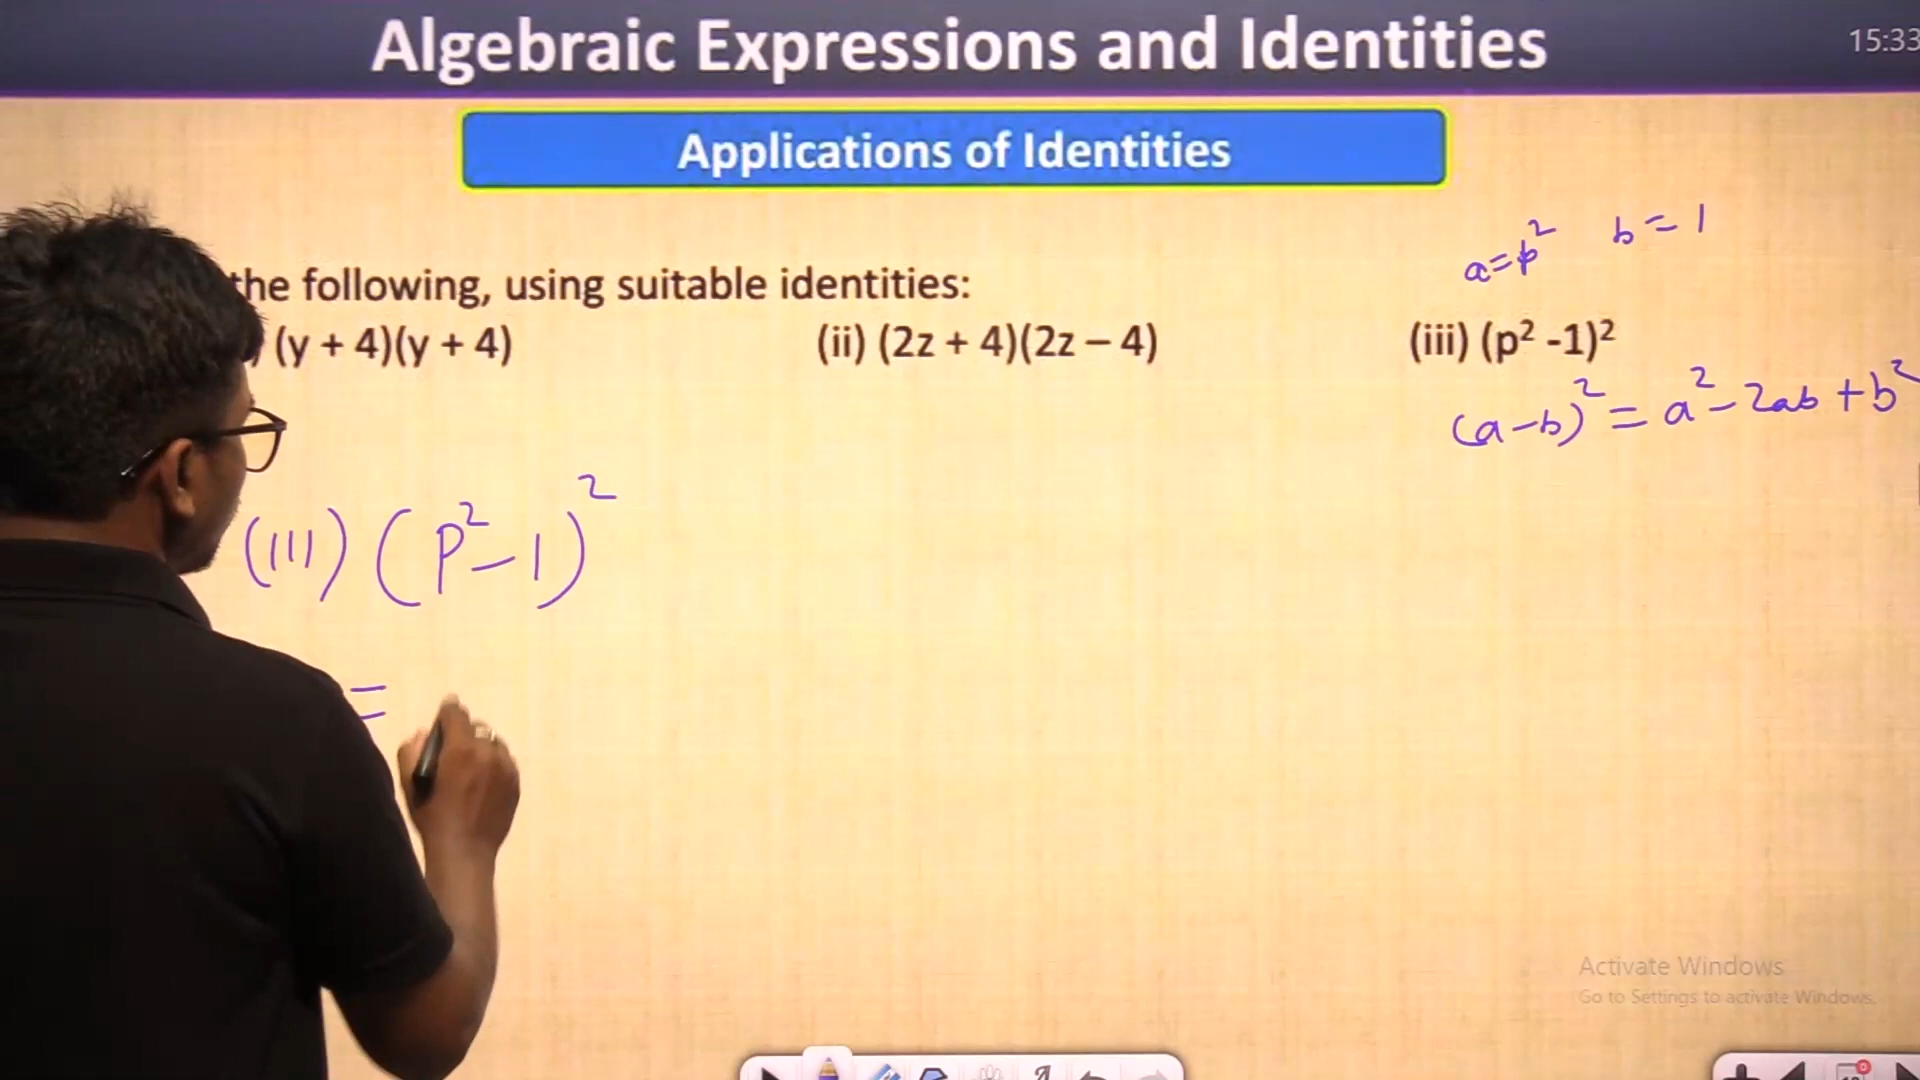 Algebraic Expressions and Identities
15:33
Applications of Identities
a=p² b=1
the following, using suitable identities:
(y + 4)(y + 4) (ii) (2z + 4)(2z – 4) (iii) (p² -1)²
(a-b)² = a² - 2ab + b²
(III) (p² - 1)²
=
Activate Windows
Go to Settings to activate Windows.